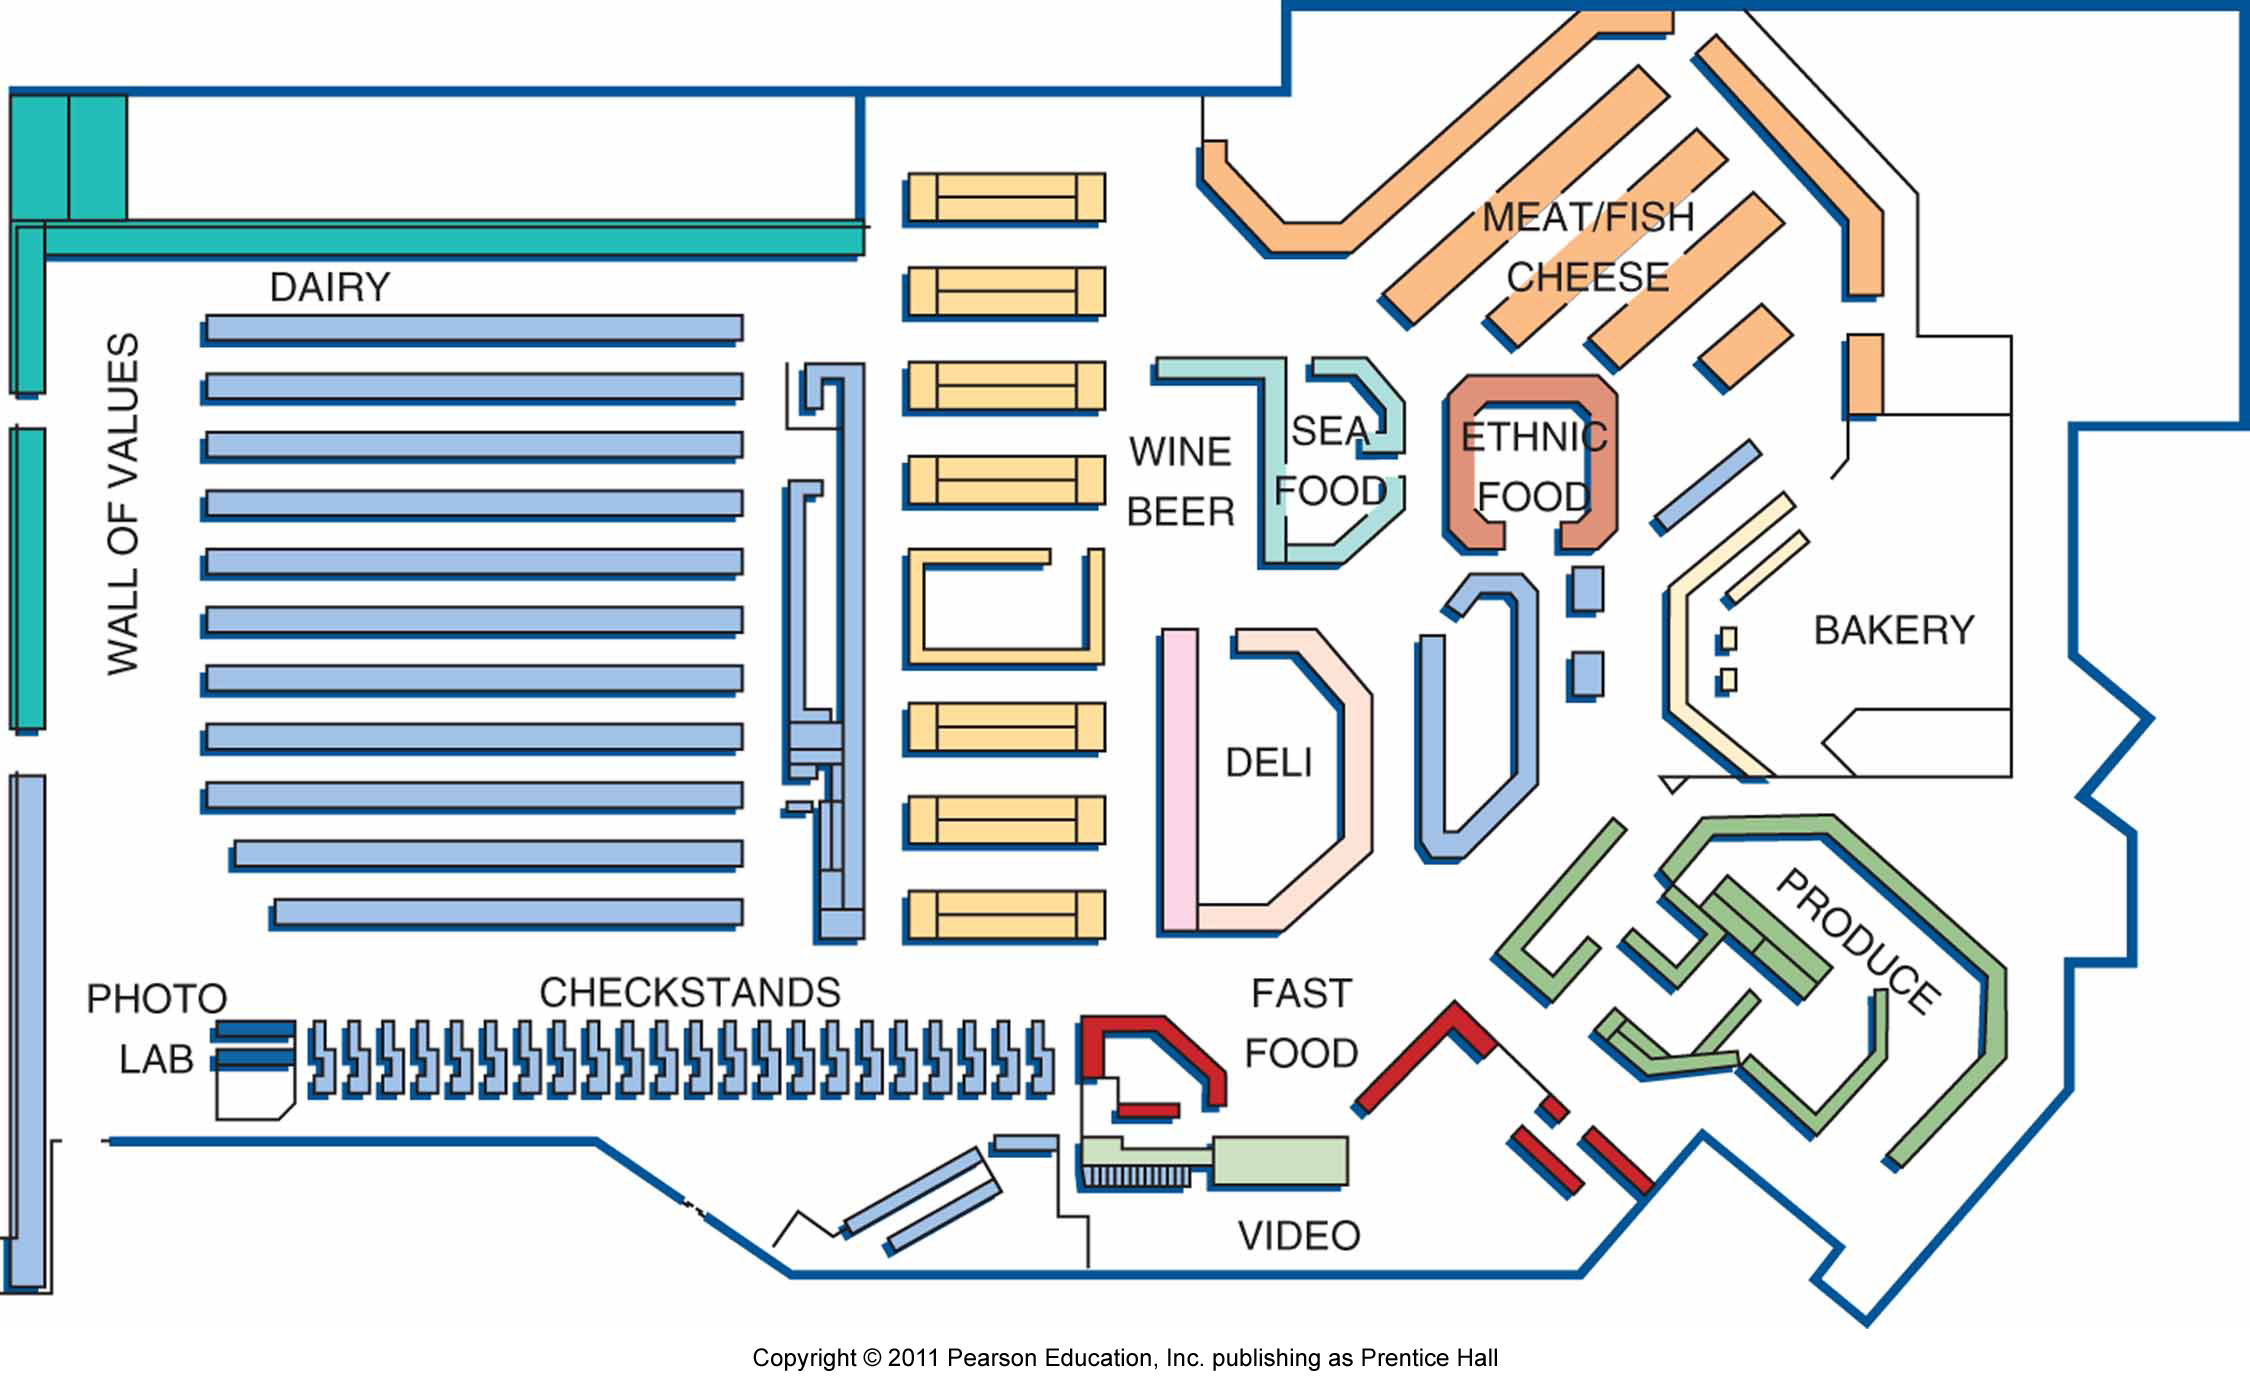 MEAT/FISH
CHEESE
DAIRY
WALL OF VALUES
WINE
BEER
SEA
FOOD
ETHNIC
FOOD
BAKERY
DELI
PRODUCE
PHOTO
LAB
CHECKSTANDS
FAST
FOOD
VIDEO
Copyright © 2011 Pearson Education, Inc. publishing as Prentice Hall